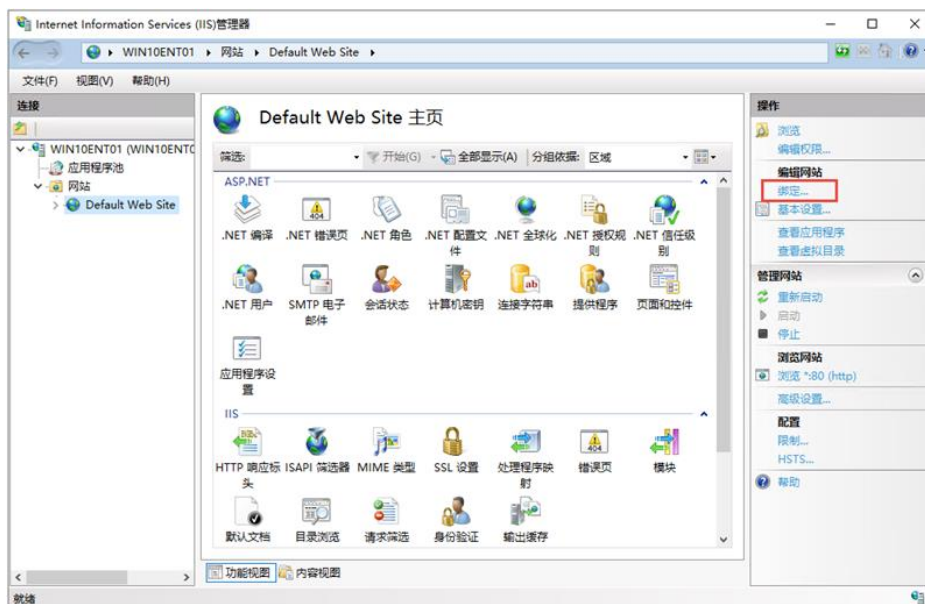 Internet Information Services (IIS)管理器
WIN10ENT01 ▸ 网站 ▸ Default Web Site ▸
文件(F) 视图(V) 帮助(H)
连接
WIN10ENT01 (WIN10ENTC
应用程序池
网站
Default Web Site
Default Web Site 主页
筛选: 开始(G) 全部显示(A) 分组依据: 区域
ASP.NET
.NET 编译 .NET 错误页 .NET 角色 .NET 配置文件 .NET 全球化 .NET 授权规则 .NET 信任级别
.NET 用户 SMTP 电子邮件 会话状态 计算机密钥 连接字符串 提供程序 页面和控件
应用程序设置
IIS
HTTP 响应标头 ISAPI 筛选器 MIME 类型 SSL 设置 处理程序映射 错误页 模块
默认文档 目录浏览 请求筛选 身份验证 输出缓存
功能视图 内容视图
操作
浏览
编辑权限...
编辑网站
绑定...
基本设置...
查看应用程序
查看虚拟目录
管理网站
重新启动
启动
停止
浏览网站
浏览 *:80 (http)
高级设置...
配置
限制...
HSTS...
帮助
就绪